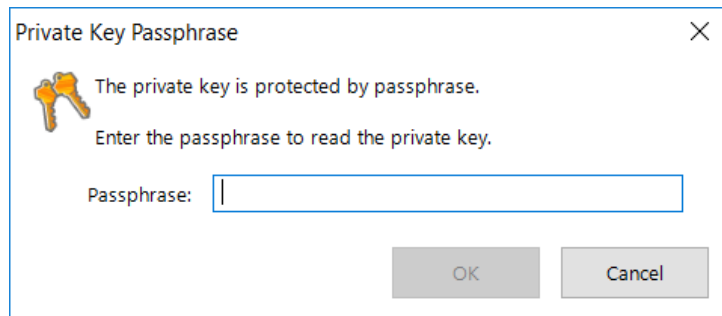 Private Key Passphrase
The private key is protected by passphrase.
Enter the passphrase to read the private key.
Passphrase:
OK
Cancel